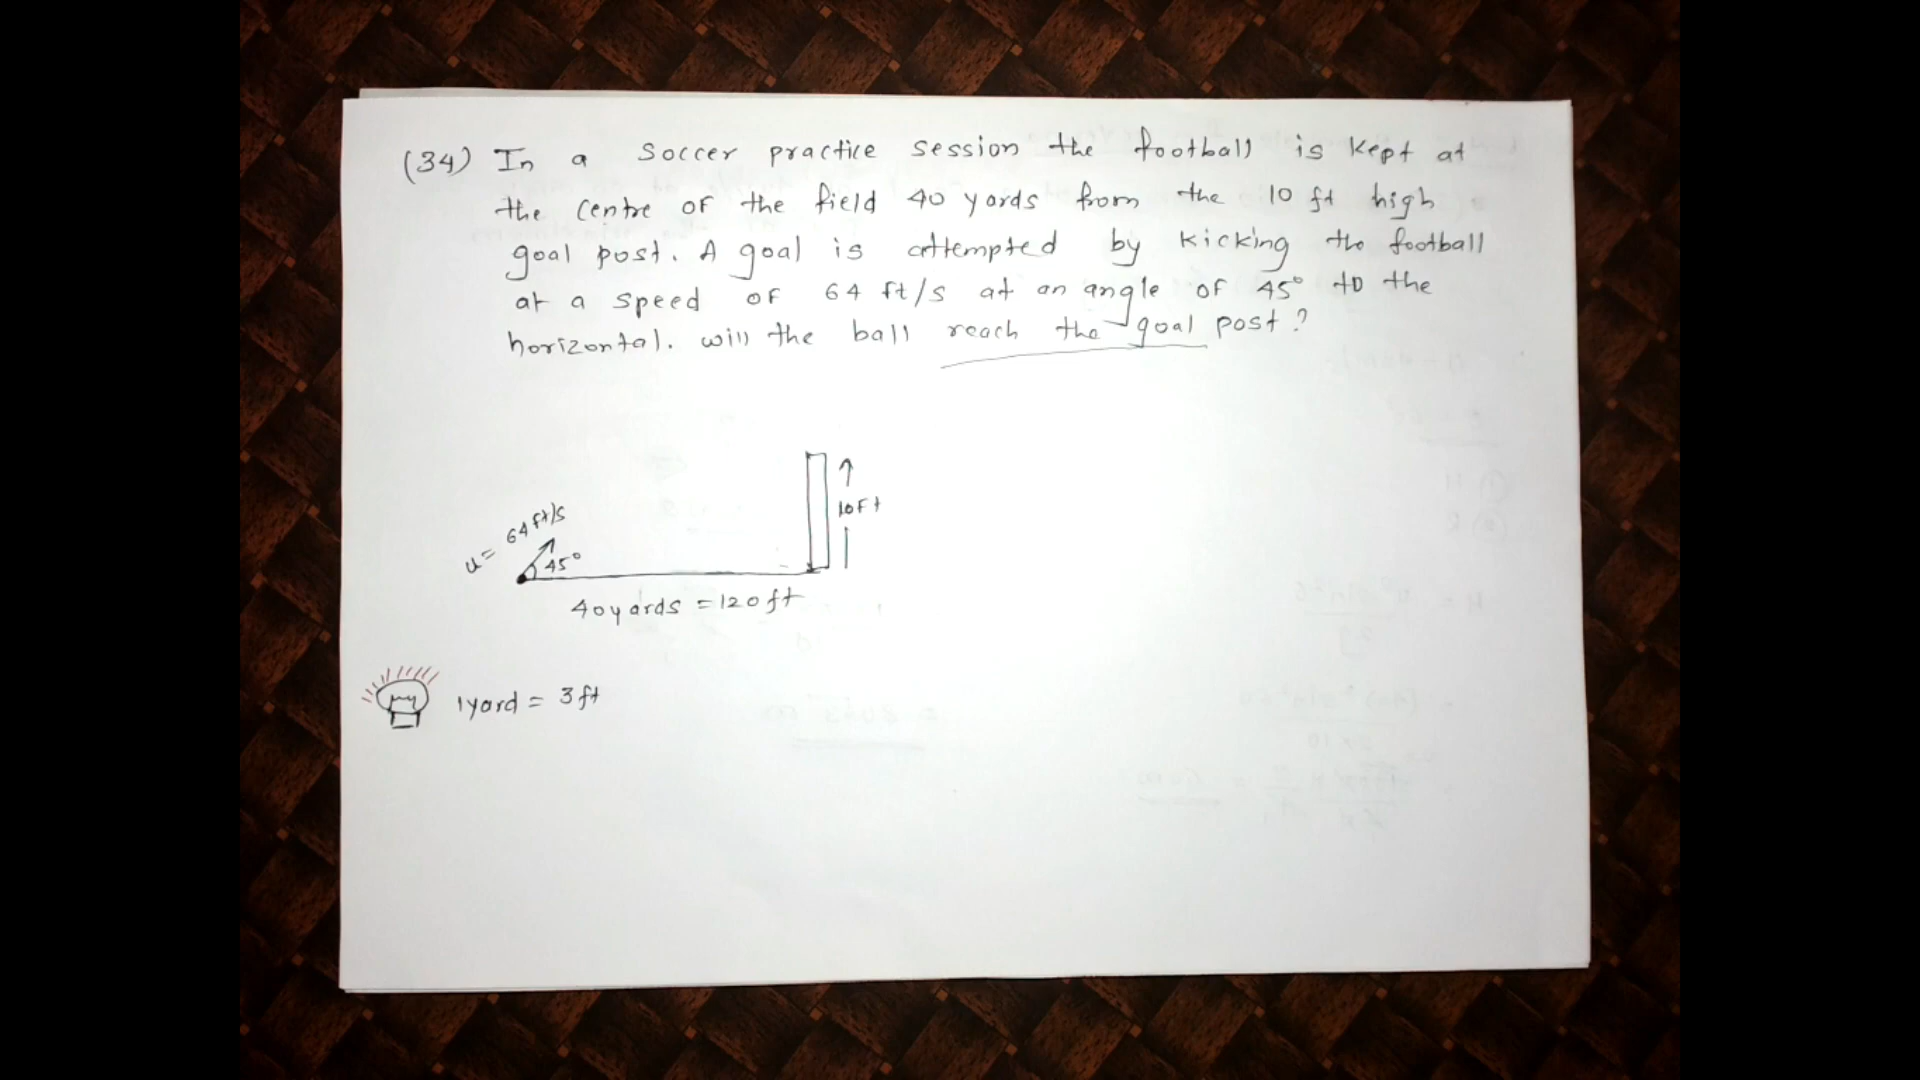 (34) In a soccer practice session the football is kept at
the centre of the field 40 yards from the 10 ft high
goal post. A goal is attempted by kicking the football
at a speed of 64 ft/s at an angle of 45° to the
horizontal. will the ball reach the goal post?
10Ft
u= 64 ft/s
45°
40yards =120ft
1yard = 3ft